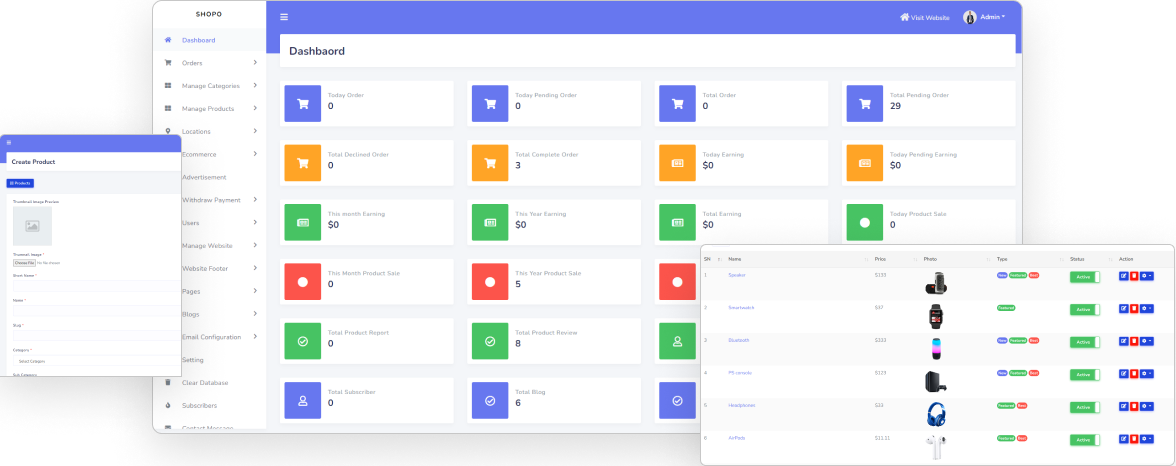 SHOPO
Visit Website
Admin
Dashboard
Orders
Manage Categories
Manage Products
Locations
Ecommerce
Advertisement
Withdraw Payment
Users
Manage Website
Website Footer
Pages
Blogs
Email Configuration
Setting
Clear Database
Subscribers
Contact Message
Dashbaord
Today Order
0
Today Pending Order
0
Total Order
0
Total Pending Order
29
Total Declined Order
0
Total Complete Order
3
Today Earning
$0
Today Pending Earning
$0
This month Earning
$0
This Year Earning
$0
Total Earning
$0
Today Product Sale
0
This Month Product Sale
0
This Year Product Sale
5
Total Product Report
0
Total Product Review
8
Total Subscriber
0
Total Blog
6
Create Product
Products
Thumbnail Image Preview
Thumnail Image *
Choose File No file chosen
Short Name *
Name *
Slug *
Category *
Select Category
Sub Category
SN Name Price Photo Type Status Action
1 Speaker $159 New Featured Best Active
Smartwatch $47 Featured Active
3 Bluetooth $333 New Featured Best Active
4 PS console $129 New Featured Best Active
5 Headphones $33 Featured Best Active
6 AirPods $11.11 Featured Best Active